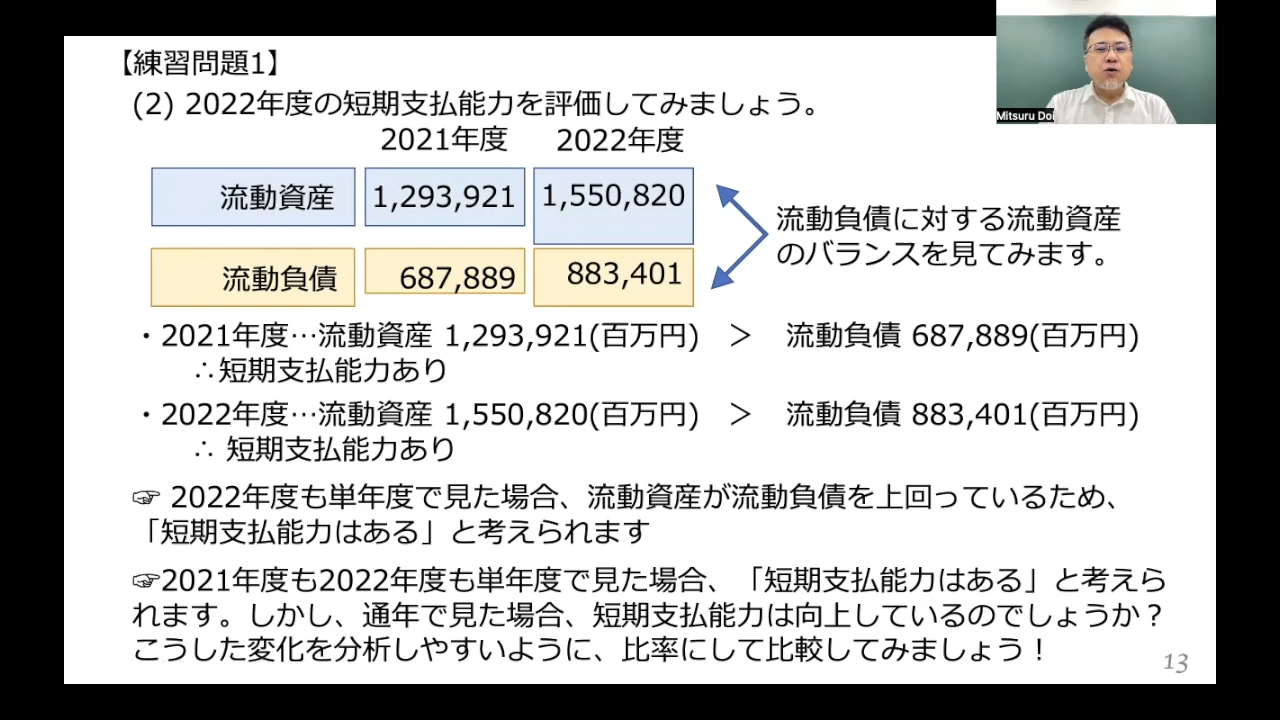 【練習問題1】
(2) 2022年度の短期支払能力を評価してみましょう。
2021年度 2022年度
流動資産 1,293,921 1,550,820
流動負債 687,889 883,401
流動負債に対する流動資産
のバランスを見てみます。
・2021年度…流動資産 1,293,921(百万円) ＞ 流動負債 687,889(百万円)
∴短期支払能力あり
・2022年度…流動資産 1,550,820(百万円) ＞ 流動負債 883,401(百万円)
∴ 短期支払能力あり
☞ 2022年度も単年度で見た場合、流動資産が流動負債を上回っているため、
「短期支払能力はある」と考えられます
☞2021年度も2022年度も単年度で見た場合、「短期支払能力はある」と考えら
れます。しかし、通年で見た場合、短期支払能力は向上しているのでしょうか？
こうした変化を分析しやすいように、比率にして比較してみましょう！
13
Mitsuru Doi